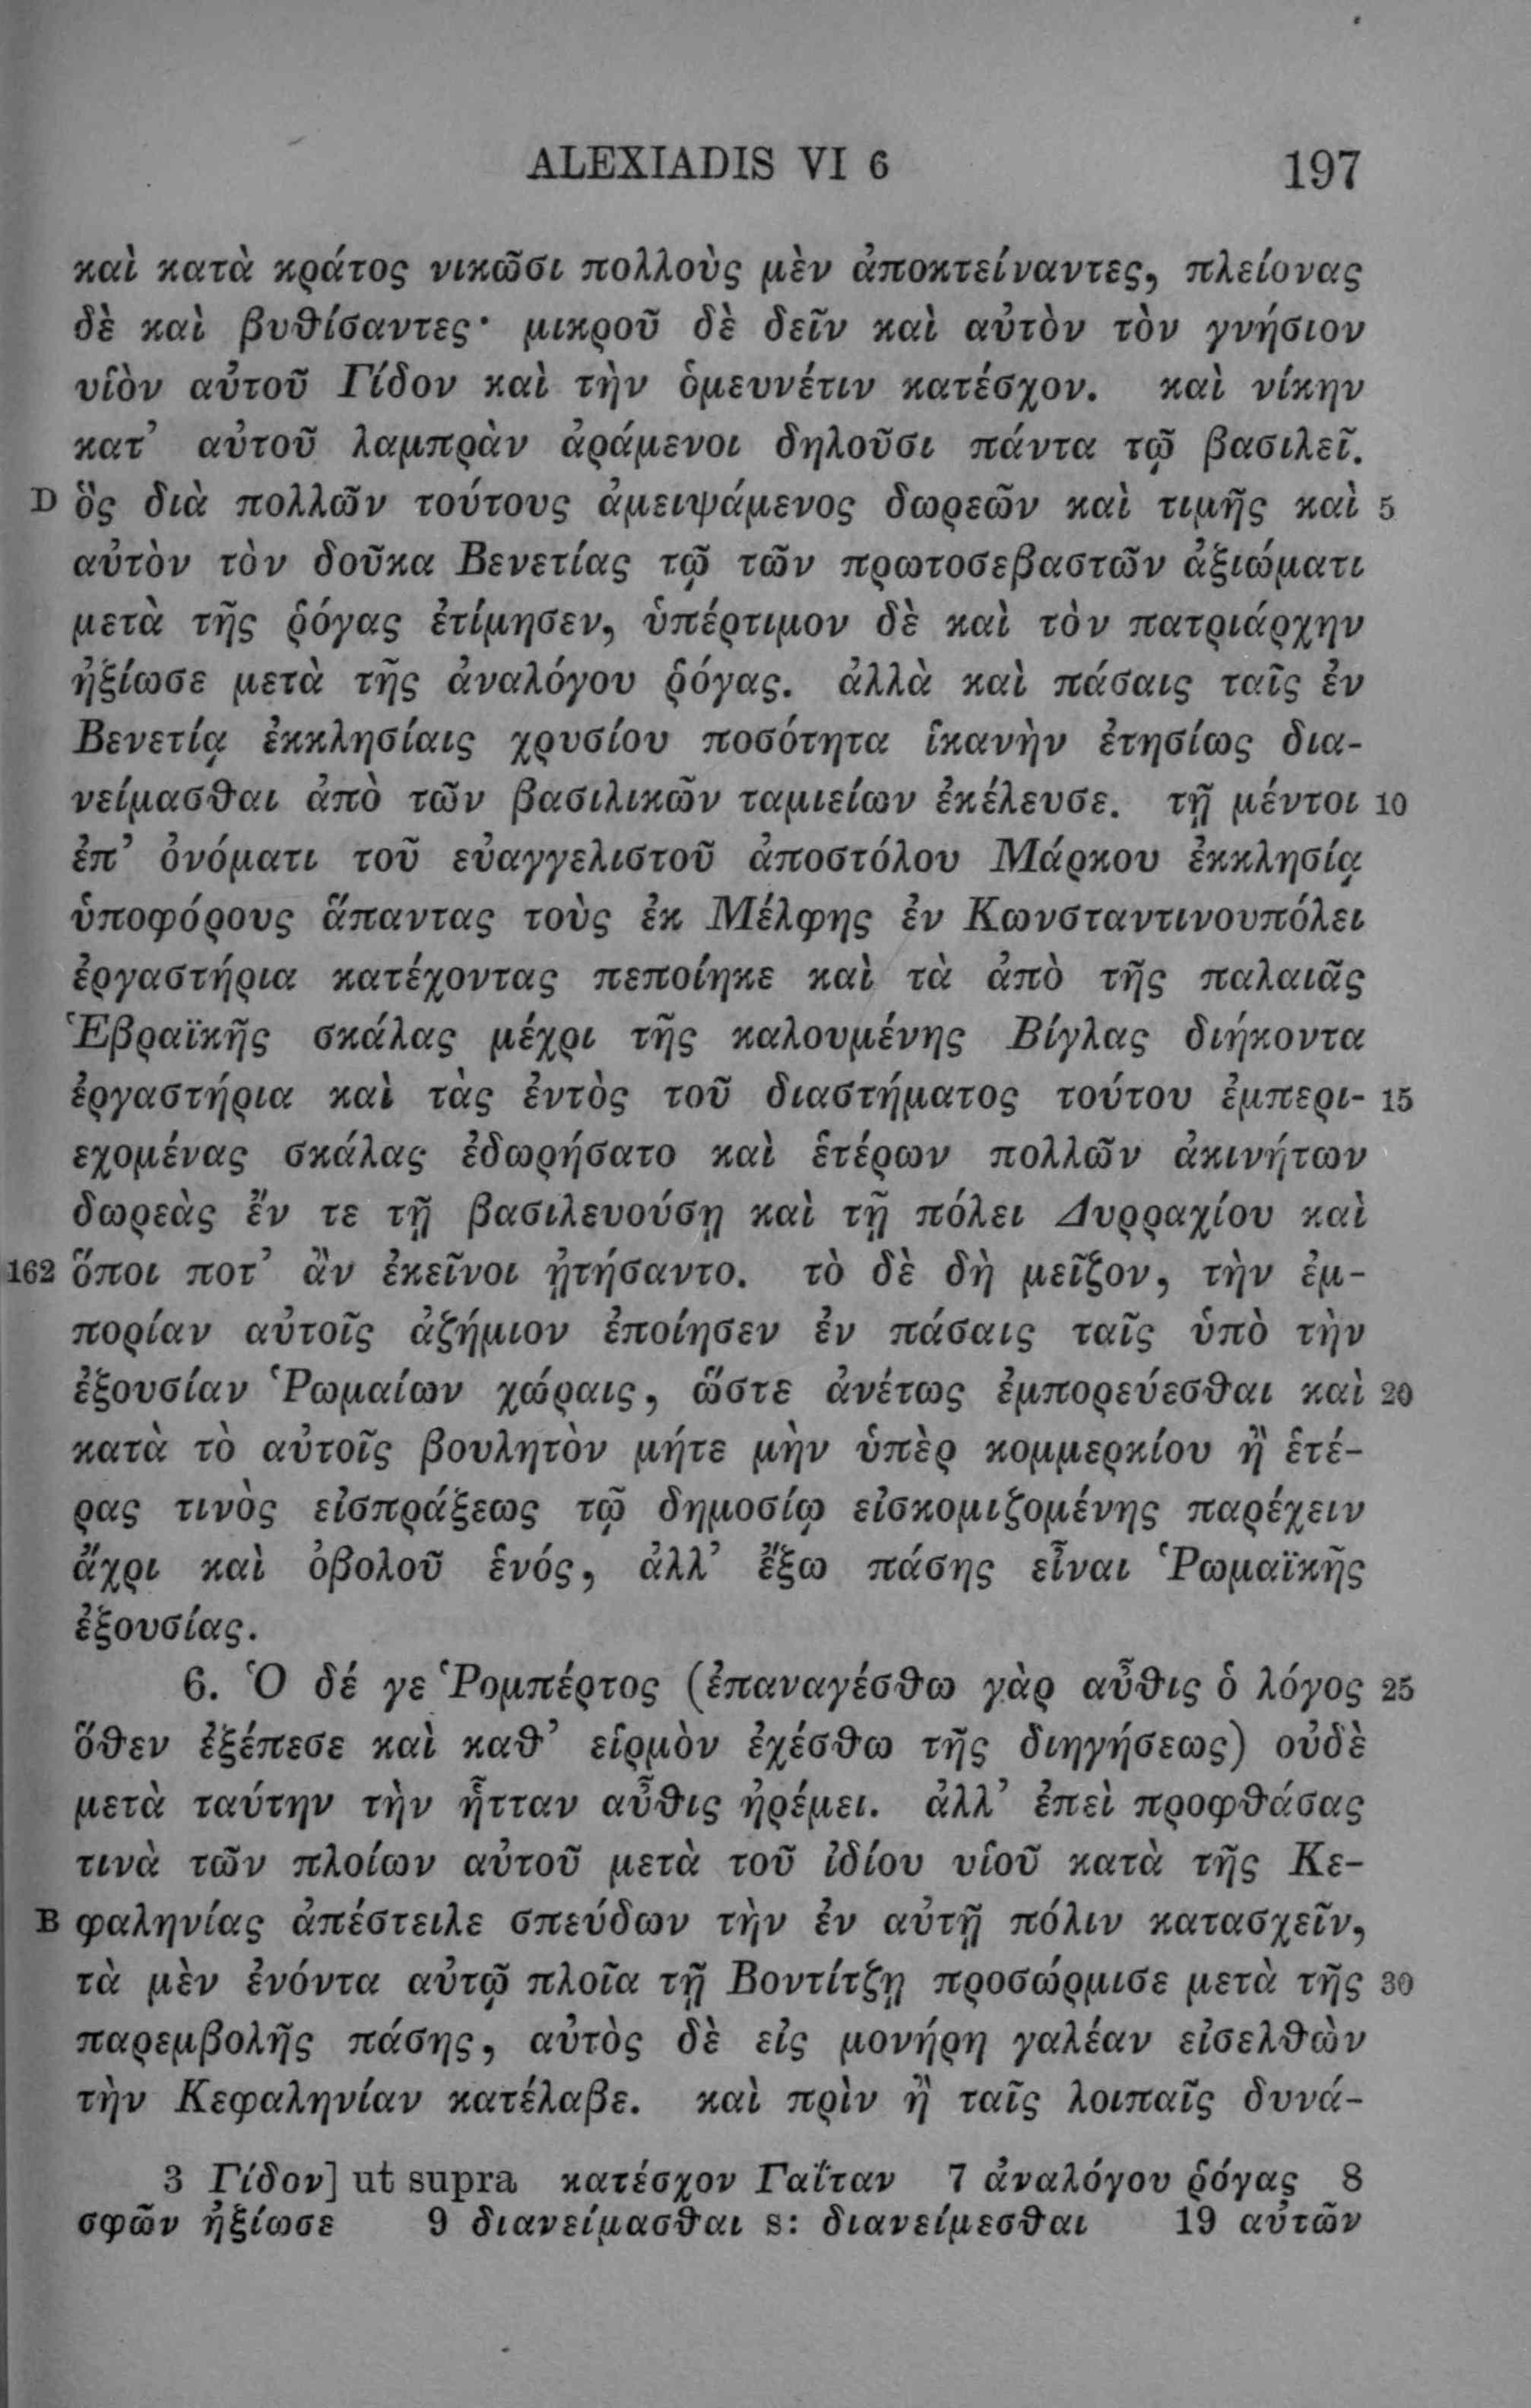 ALEXIADIS VI 6 197
καὶ κατὰ κράτος νικῶσι πολλοὺς μὲν ἀποκτείναντες, πλείονας
δὲ καὶ βυθίσαντες· μικροῦ δὲ δεῖν καὶ αὐτὸν τὸν γνήσιον
υἱὸν αὐτοῦ Γίδον καὶ τὴν ὁμευνέτιν κατέσχον. καὶ νίκην
κατ’ αὐτοῦ λαμπρὰν ἀράμενοι δηλοῦσι πάντα τῷ βασιλεῖ.
D ὃς διὰ πολλῶν τούτους ἀμειψάμενος δωρεῶν καὶ τιμῆς καὶ 5
αὐτὸν τὸν δοῦκα Βενετίας τῷ τῶν πρωτοσεβαστῶν ἀξιώματι
μετὰ τῆς ῥόγας ἐτίμησεν, ὑπέρτιμον δὲ καὶ τὸν πατριάρχην
ἠξίωσε μετὰ τῆς ἀναλόγου ῥόγας. ἀλλὰ καὶ πάσαις ταῖς ἐν
Βενετίᾳ ἐκκλησίαις χρυσίου ποσότητα ἱκανὴν ἐτησίως δια-
νείμασθαι ἀπὸ τῶν βασιλικῶν ταμιείων ἐκέλευσε. τῇ μέντοι 10
ἐπ’ ὀνόματι τοῦ εὐαγγελιστοῦ ἀποστόλου Μάρκου ἐκκλησίᾳ
ὑποφόρους ἅπαντας τοὺς ἐκ Μέλφης ἐν Κωνσταντινουπόλει
ἐργαστήρια κατέχοντας πεποίηκε καὶ τὰ ἀπὸ τῆς παλαιᾶς
Ἑβραϊκῆς σκάλας μέχρι τῆς καλουμένης Βίγλας διήκοντα
ἐργαστήρια καὶ τὰς ἐντὸς τοῦ διαστήματος τούτου ἐμπερι- 15
εχομένας σκάλας ἐδωρήσατο καὶ ἑτέρων πολλῶν ἀκινήτων
δωρεὰς ἔν τε τῇ βασιλευούσῃ καὶ τῇ πόλει Δυρραχίου καὶ
162 ὅποι ποτ’ ἂν ἐκεῖνοι ᾐτήσαντο. τὸ δὲ δὴ μεῖζον, τὴν ἐμ-
πορίαν αὐτοῖς ἀζήμιον ἐποίησεν ἐν πάσαις ταῖς ὑπὸ τὴν
ἐξουσίαν Ῥωμαίων χώραις, ὥστε ἀνέτως ἐμπορεύεσθαι καὶ 20
κατὰ τὸ αὐτοῖς βουλητὸν μήτε μὴν ὑπὲρ κομμερκίου ἢ ἑτέ-
ρας τινὸς εἰσπράξεως τῷ δημοσίῳ εἰσκομιζομένης παρέχειν
ἄχρι καὶ ὀβολοῦ ἑνός, ἀλλ’ ἔξω πάσης εἶναι Ῥωμαϊκῆς
ἐξουσίας.
6. Ὁ δέ γε Ῥομπέρτος (ἐπαναγέσθω γὰρ αὖθις ὁ λόγος 25
ὅθεν ἐξέπεσε καὶ καθ’ εἱρμὸν ἐχέσθω τῆς διηγήσεως) οὐδὲ
μετὰ ταύτην τὴν ἧτταν αὖθις ἠρέμει. ἀλλ’ ἐπεὶ προφθάσας
τινὰ τῶν πλοίων αὐτοῦ μετὰ τοῦ ἰδίου υἱοῦ κατὰ τῆς Κε-
B φαληνίας ἀπέστειλε σπεύδων τὴν ἐν αὐτῇ πόλιν κατασχεῖν,
τὰ μὲν ἐνόντα αὐτῷ πλοῖα τῇ Βοντίτζῃ προσώρμισε μετὰ τῆς 30
παρεμβολῆς πάσης, αὐτὸς δὲ εἰς μονήρη γαλέαν εἰσελθὼν
τὴν Κεφαληνίαν κατέλαβε. καὶ πρὶν ἢ ταῖς λοιπαῖς δυνά-
3 Γίδον] ut supra κατέσχον Γαΐταν 7 ἀναλόγου ῥόγας 8
σφῶν ἠξίωσε 9 διανείμασθαι s: διανείμεσθαι 19 αὐτῶν